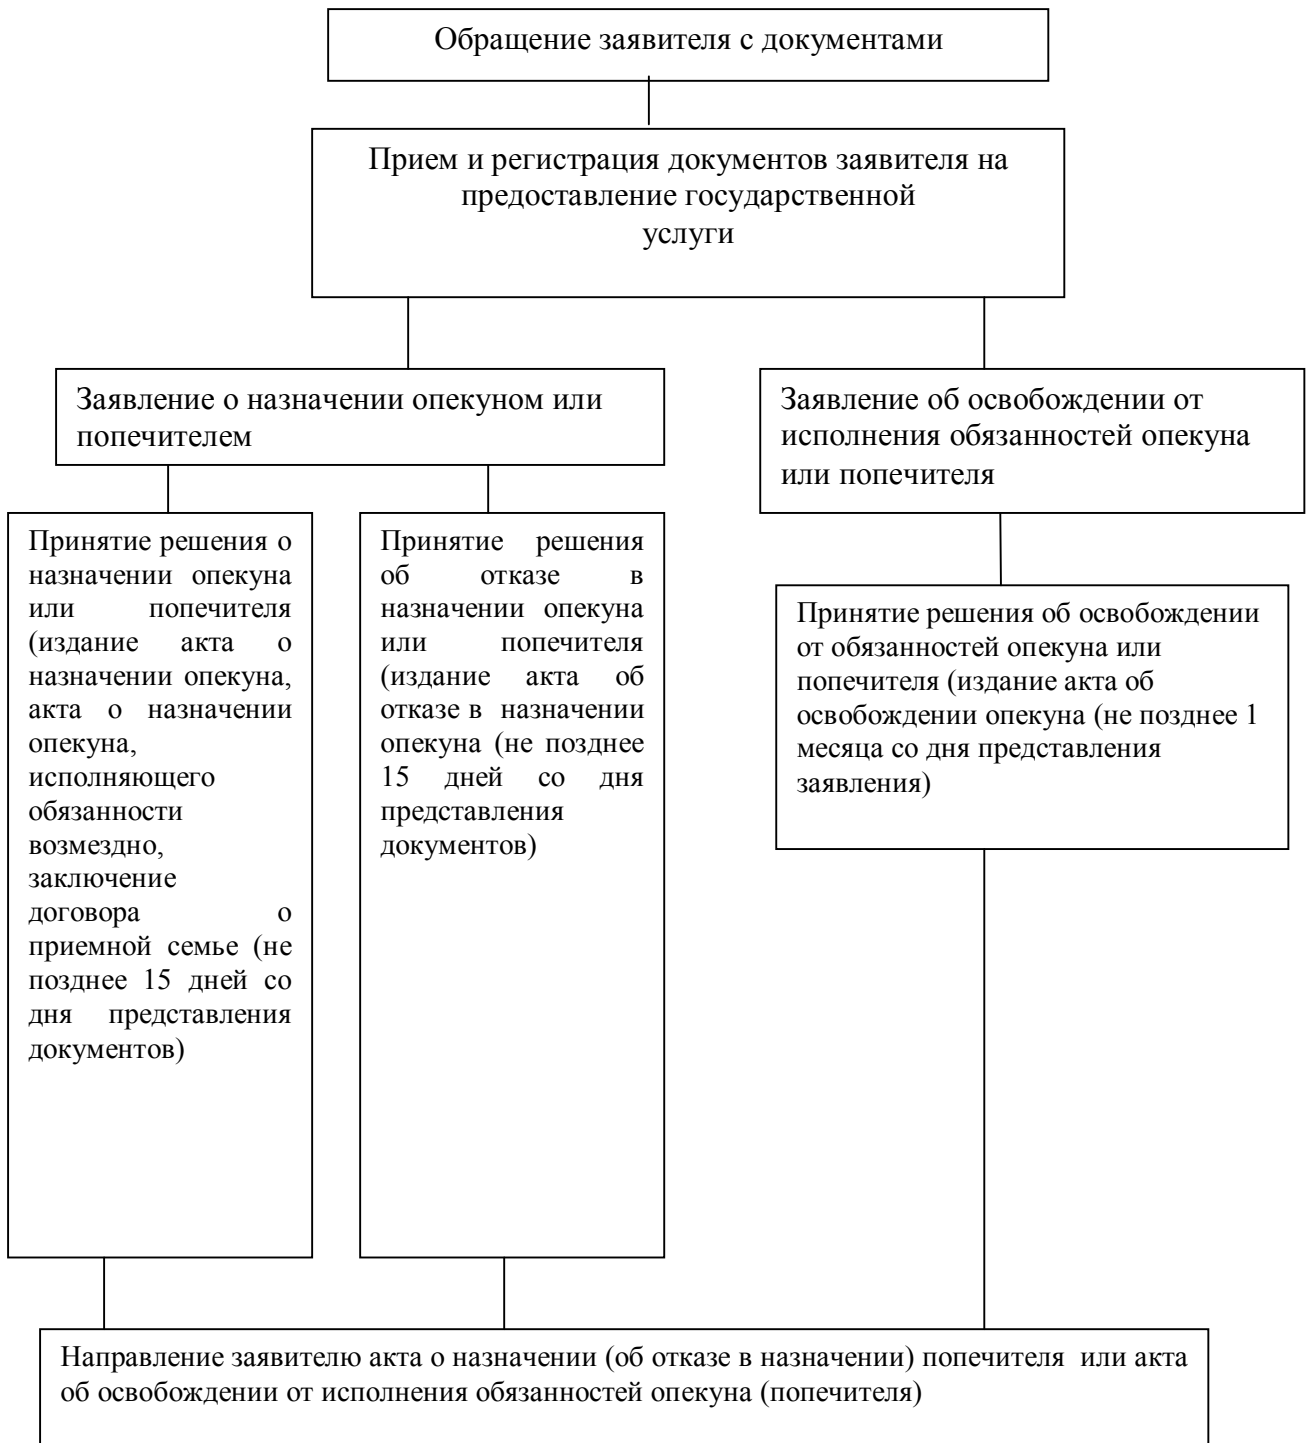 Обращение заявителя с документами
Прием и регистрация документов заявителя на
предоставление государственной
услуги
Заявление о назначении опекуном или
попечителем
Заявление об освобождении от
исполнения обязанностей опекуна
или попечителя
Принятие решения о
назначении опекуна
или попечителя
(издание акта о
назначении опекуна,
акта о назначении
опекуна,
исполняющего
обязанности
возмездно,
заключение
договора о
приемной семье (не
позднее 15 дней со
дня представления
документов)
Принятие решения
об отказе в
назначении опекуна
или попечителя
(издание акта об
отказе в назначении
опекуна (не позднее
15 дней со дня
представления
документов)
Принятие решения об освобождении
от обязанностей опекуна или
попечителя (издание акта об
освобождении опекуна (не позднее 1
месяца со дня представления
заявления)
Направление заявителю акта о назначении (об отказе в назначении) попечителя или акта
об освобождении от исполнения обязанностей опекуна (попечителя)